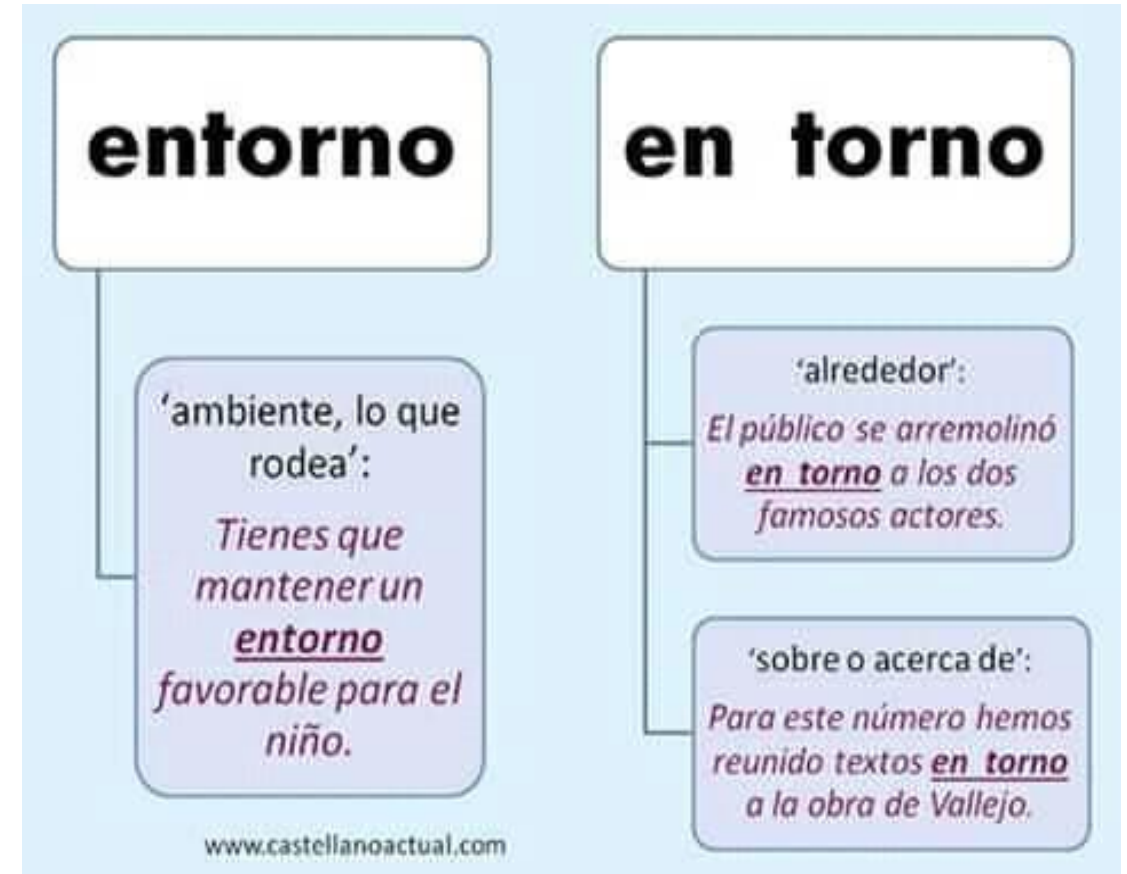 entorno
'ambiente, lo que
rodea':
Tienes que
mantener un
entorno
favorable para el
niño.
en torno
'alrededor':
El público se arremolinó
en torno a los dos
famosos actores.
'sobre o acerca de':
Para este número hemos
reunido textos en torno
a la obra de Vallejo.
www.castellanoactual.com